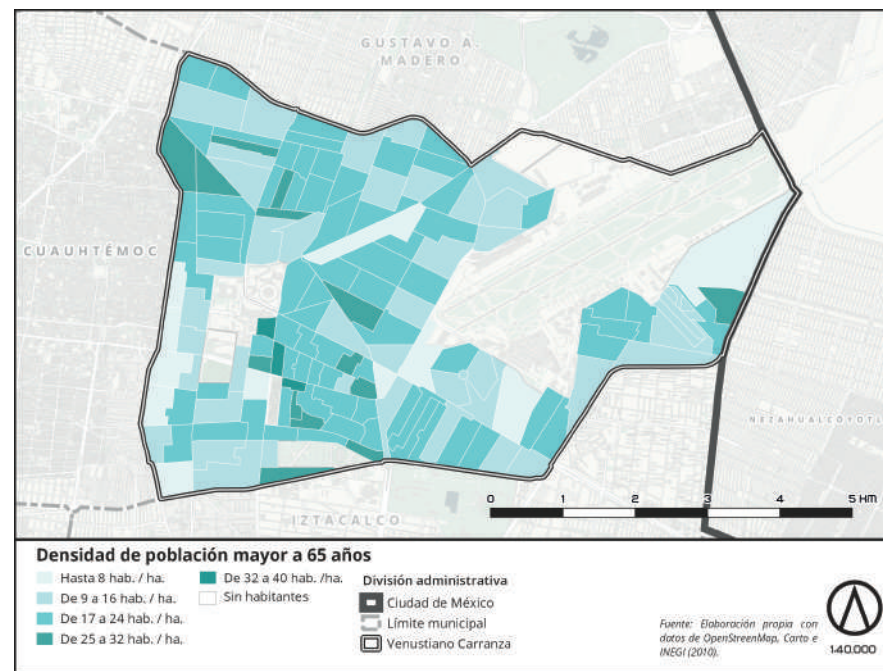 GUSTAVO A.
MADERO
CUAUHTÉMOC
NEZAHUALCÓYOTL
IZTACALCO
0 1 2 3 4 5 HM
Densidad de población mayor a 65 años
Hasta 8 hab. / ha.
De 9 a 16 hab. / ha.
De 17 a 24 hab. / ha.
De 25 a 32 hab. / ha.
De 32 a 40 hab. /ha.
Sin habitantes
División administrativa
Ciudad de México
Límite municipal
Venustiano Carranza
Fuente: Elaboración propia con
datos de OpenStreenMap, Carto e
INEGI (2010).
1:40.000